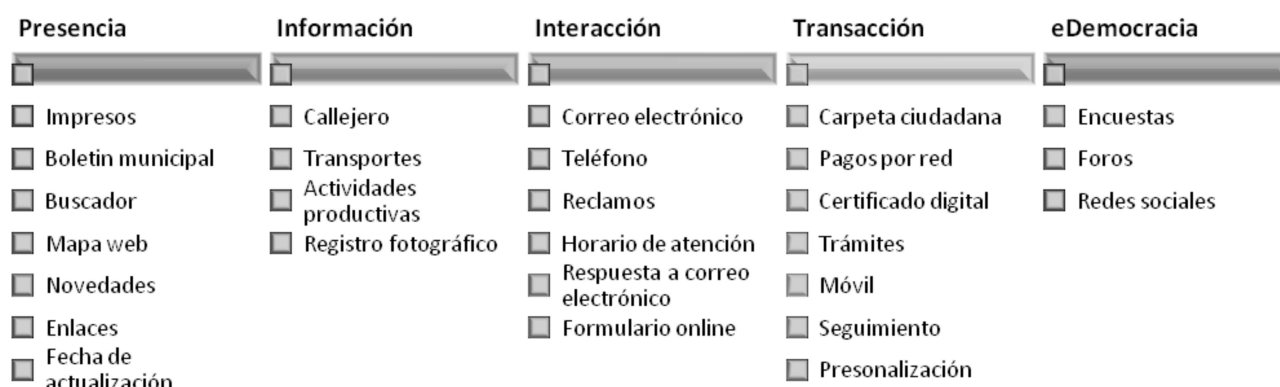 Presencia
Impresos
Boletin municipal
Buscador
Mapa web
Novedades
Enlaces
Fecha de
actualización
Información
Callejero
Transportes
Actividades
productivas
Registro fotográfico
Interacción
Correo electrónico
Teléfono
Reclamos
Horario de atención
Respuesta a correo
electrónico
Formulario online
Transacción
Carpeta ciudadana
Pagos por red
Certificado digital
Trámites
Móvil
Seguimiento
Presonalización
eDemocracia
Encuestas
Foros
Redes sociales